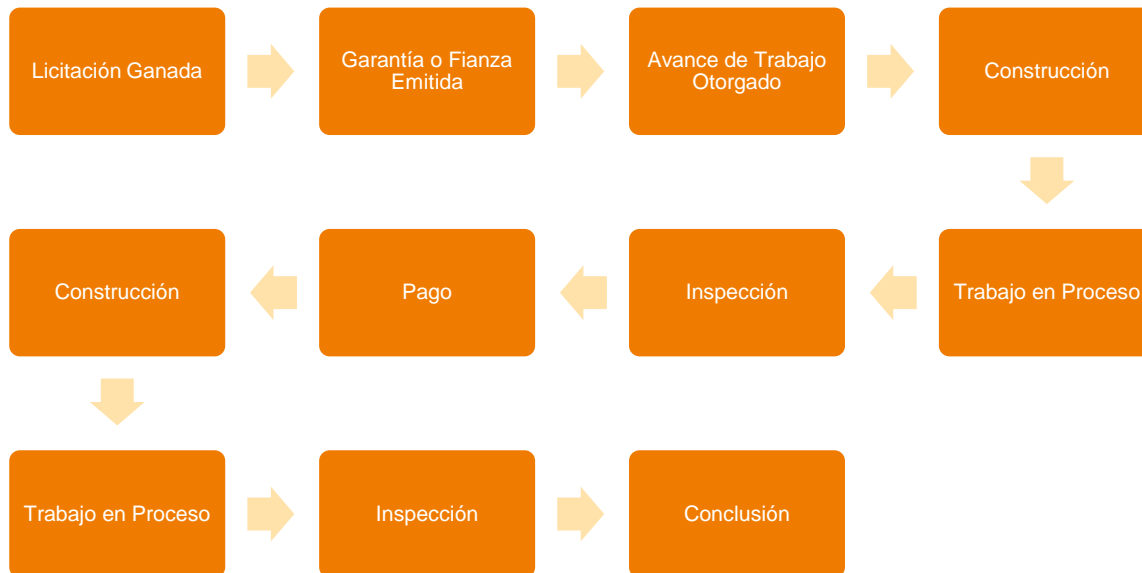 Licitación Ganada
Garantía o Fianza
Emitida
Avance de Trabajo
Otorgado
Construcción
Trabajo en Proceso
Inspección
Pago
Construcción
Trabajo en Proceso
Inspección
Conclusión